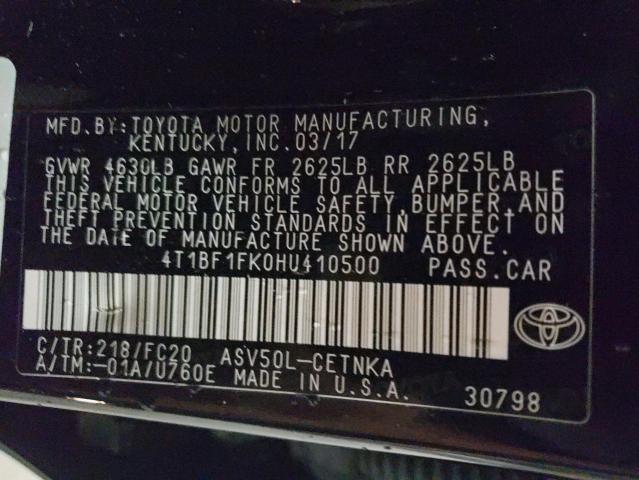 MFD.BY:TOYOTA MOTOR MANUFACTURING,
KENTUCKY,INC.03/17
GVWR 4630LB GAWR FR 2625LB RR 2625LB
THIS VEHICLE CONFORMS TO ALL APPLICABLE
FEDERAL MOTOR VEHICLE SAFETY,BUMPER,AND
THEFT PREVENTION STANDARDS IN EFFECT ON
THE DATE OF MANUFACTURE SHOWN ABOVE.
4T1BF1FK0HU410500 PASS.CAR
C/TR:218/FC20 ASV50L-CETNKA
A/TM:-01A/U760E MADE IN U.S.A. 30798